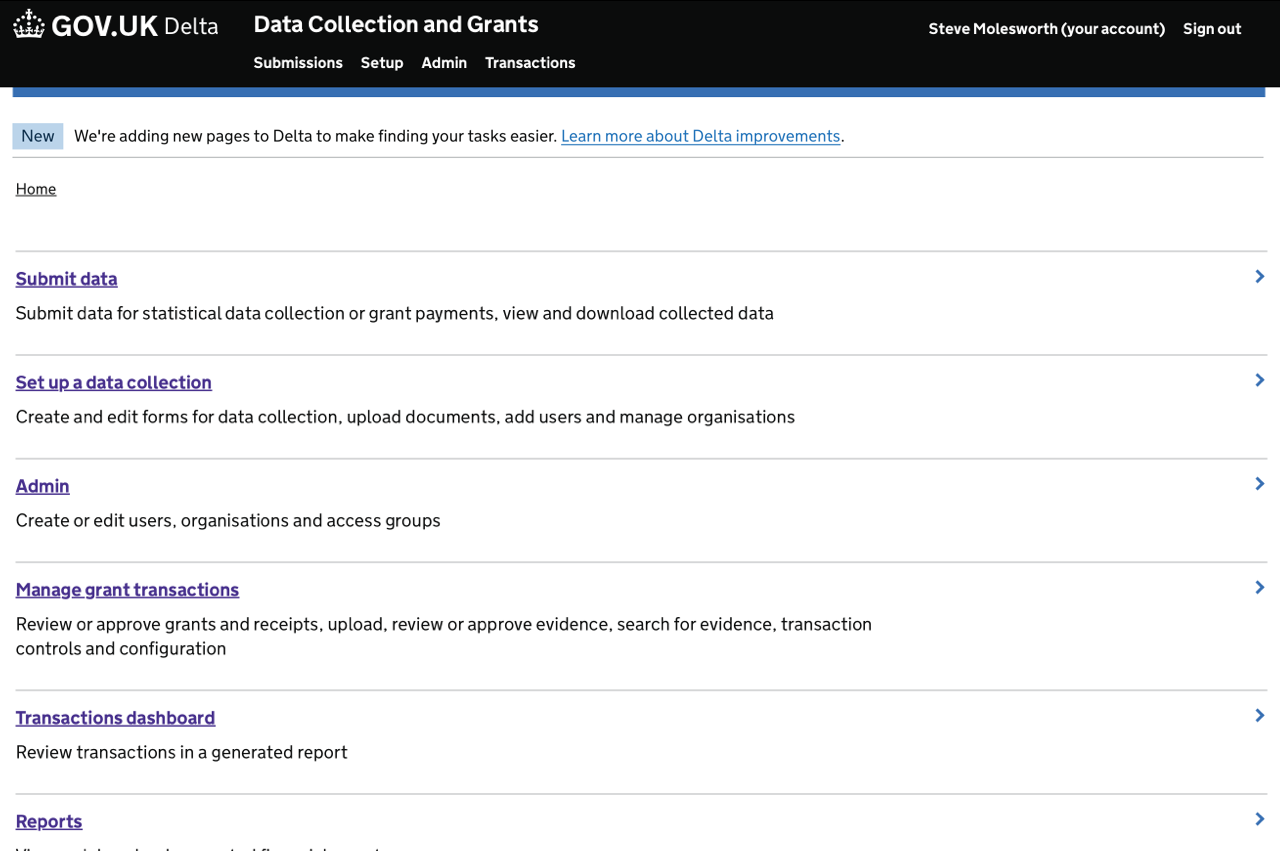 GOV.UK Delta
Data Collection and Grants
Steve Molesworth (your account) Sign out
Submissions Setup Admin Transactions
New We're adding new pages to Delta to make finding your tasks easier. Learn more about Delta improvements.
Home
Submit data
Submit data for statistical data collection or grant payments, view and download collected data
Set up a data collection
Create and edit forms for data collection, upload documents, add users and manage organisations
Admin
Create or edit users, organisations and access groups
Manage grant transactions
Review or approve grants and receipts, upload, review or approve evidence, search for evidence, transaction
controls and configuration
Transactions dashboard
Review transactions in a generated report
Reports